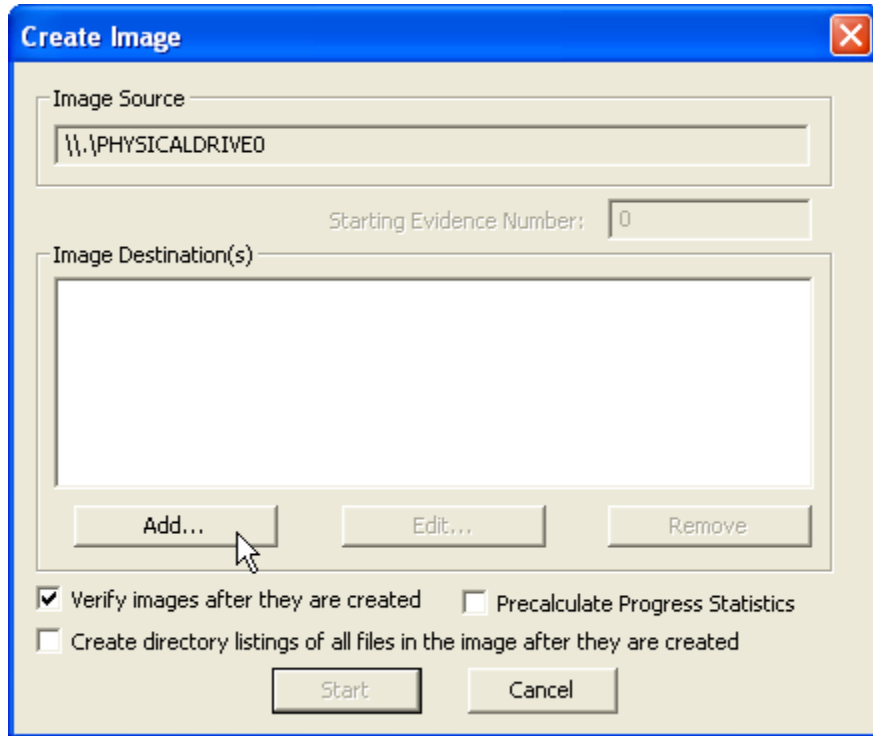 Create Image
Image Source
\\.\PHYSICALDRIVE0
Starting Evidence Number: 0
Image Destination(s)
Add... Edit... Remove
Verify images after they are created Precalculate Progress Statistics
Create directory listings of all files in the image after they are created
Start Cancel